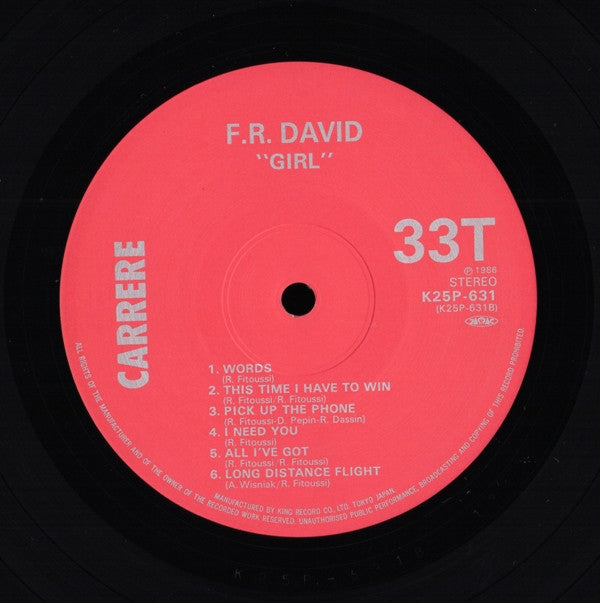 F.R. DAVID
"GIRL"
CARRERE
33T
℗ 1986
STEREO
K25P-631
(K25P-631B)
1. WORDS
(R. Fitoussi)
2. THIS TIME I HAVE TO WIN
(R. Fitoussi/R. Fitoussi)
3. PICK UP THE PHONE
(R. Fitoussi-D. Pepin-R. Dassin)
4. I NEED YOU
(R. Fitoussi)
5. ALL I'VE GOT
(R. Fitoussi/R. Fitoussi)
6. LONG DISTANCE FLIGHT
(A. Wisniak/R. Fitoussi)
ALL RIGHTS OF THE MANUFACTURER AND OF THE OWNER OF THE RECORDED WORK RESERVED. UNAUTHORISED PUBLIC PERFORMANCE, BROADCASTING AND COPYING OF THIS RECORD PROHIBITED.
MANUFACTURED BY KING RECORD CO., LTD. TOKYO JAPAN.